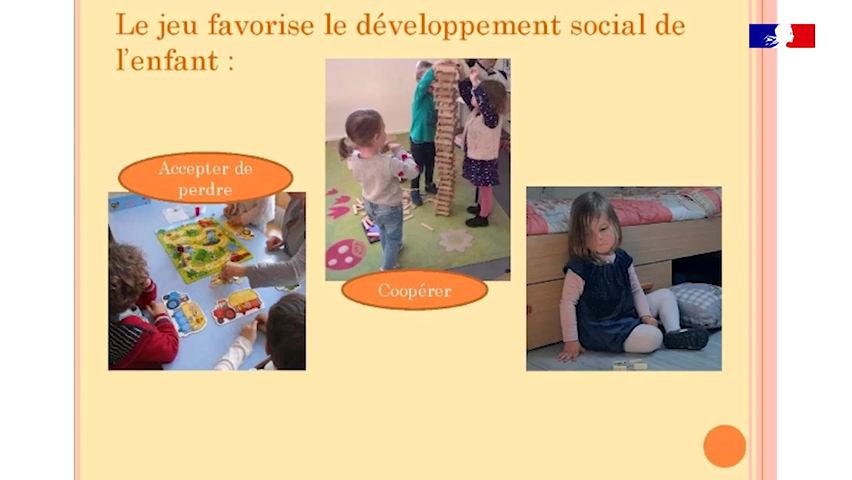 Le jeu favorise le développement social de
l'enfant :
Accepter de
perdre
Coopérer